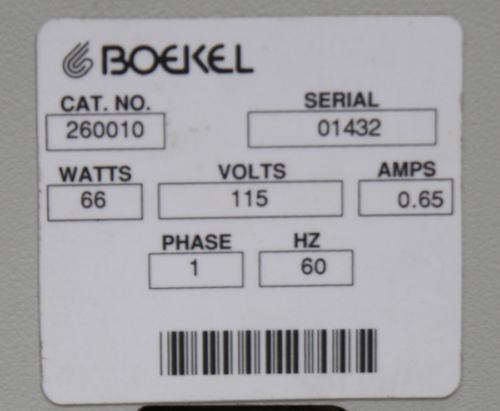 BOEKEL
CAT. NO. SERIAL
260010 01432
WATTS VOLTS AMPS
66 115 0.65
PHASE HZ
1 60